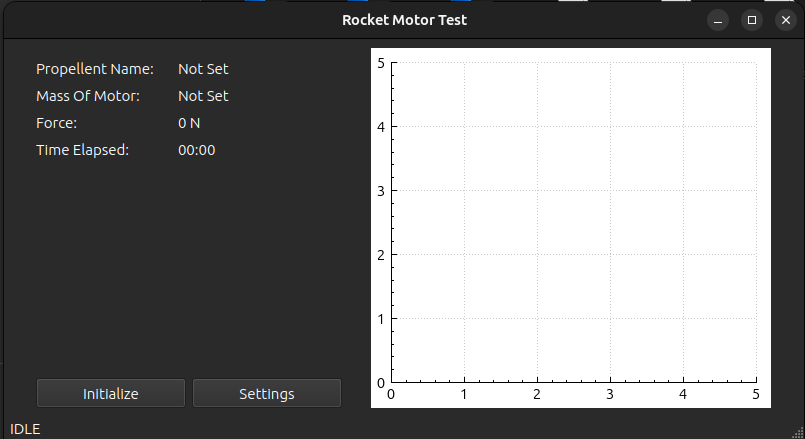 Rocket Motor Test
Propellent Name: Not Set
Mass Of Motor: Not Set
Force: 0 N
Time Elapsed: 00:00
5
4
3
2
1
0
0 1 2 3 4 5
Initialize Settings
IDLE